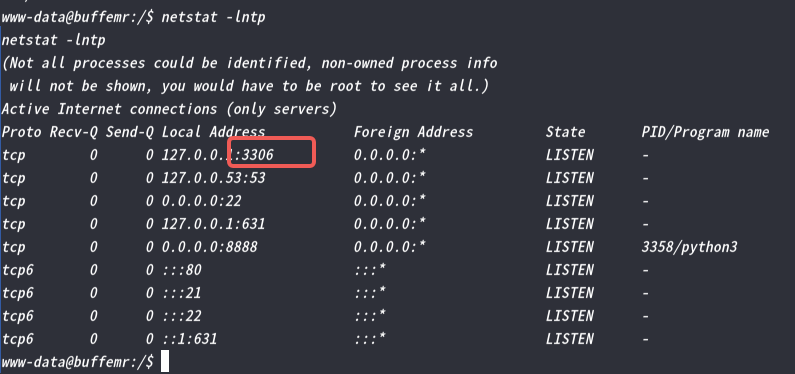 www-data@buffemr:/$ netstat -lntp
netstat -lntp
(Not all processes could be identified, non-owned process info
 will not be shown, you would have to be root to see it all.)
Active Internet connections (only servers)
Proto Recv-Q Send-Q Local Address           Foreign Address         State       PID/Program name
tcp        0      0 127.0.0.1:3306          0.0.0.0:*               LISTEN      -
tcp        0      0 127.0.0.53:53           0.0.0.0:*               LISTEN      -
tcp        0      0 0.0.0.0:22              0.0.0.0:*               LISTEN      -
tcp        0      0 127.0.0.1:631           0.0.0.0:*               LISTEN      -
tcp        0      0 0.0.0.0:8888            0.0.0.0:*               LISTEN      3358/python3
tcp6       0      0 :::80                   :::*                    LISTEN      -
tcp6       0      0 :::21                   :::*                    LISTEN      -
tcp6       0      0 :::22                   :::*                    LISTEN      -
tcp6       0      0 ::1:631                 :::*                    LISTEN      -
www-data@buffemr:/$